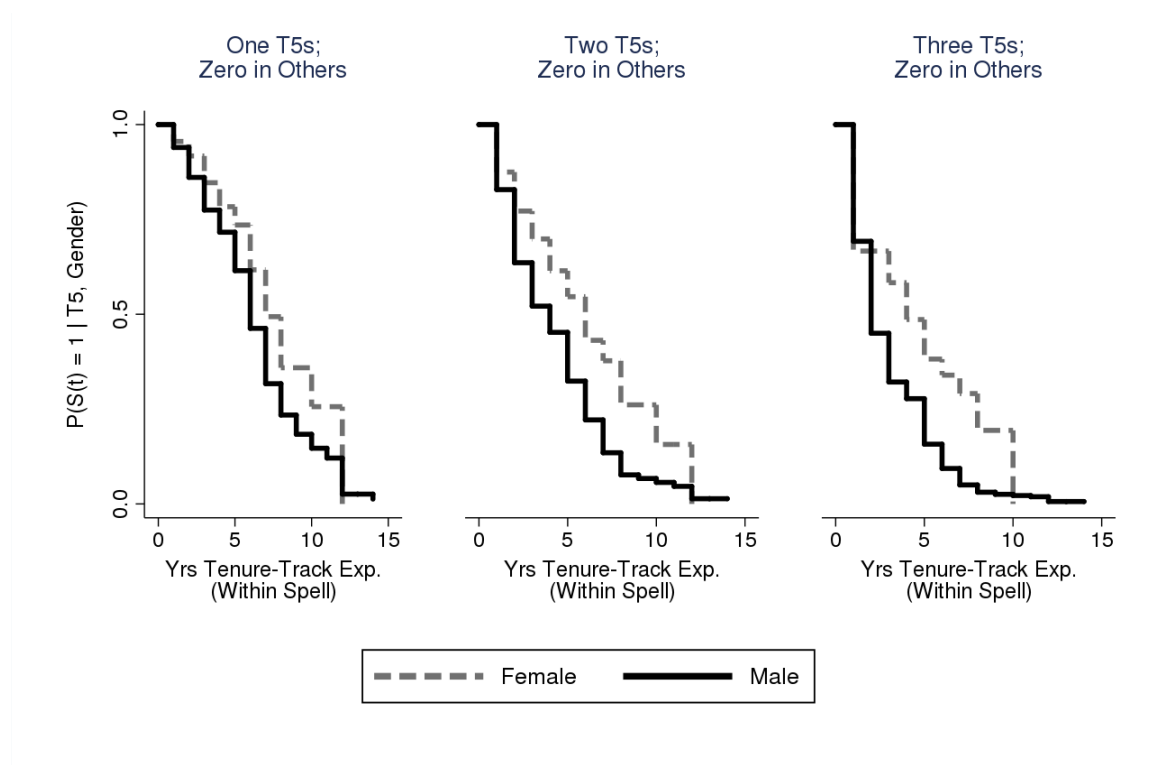 One T5s;
Zero in Others
Two T5s;
Zero in Others
Three T5s;
Zero in Others
P(S(t) = 1 | T5, Gender)
1.0
0.5
0.0
0 5 10 15
0 5 10 15
0 5 10 15
Yrs Tenure-Track Exp.
(Within Spell)
Yrs Tenure-Track Exp.
(Within Spell)
Yrs Tenure-Track Exp.
(Within Spell)
Female Male